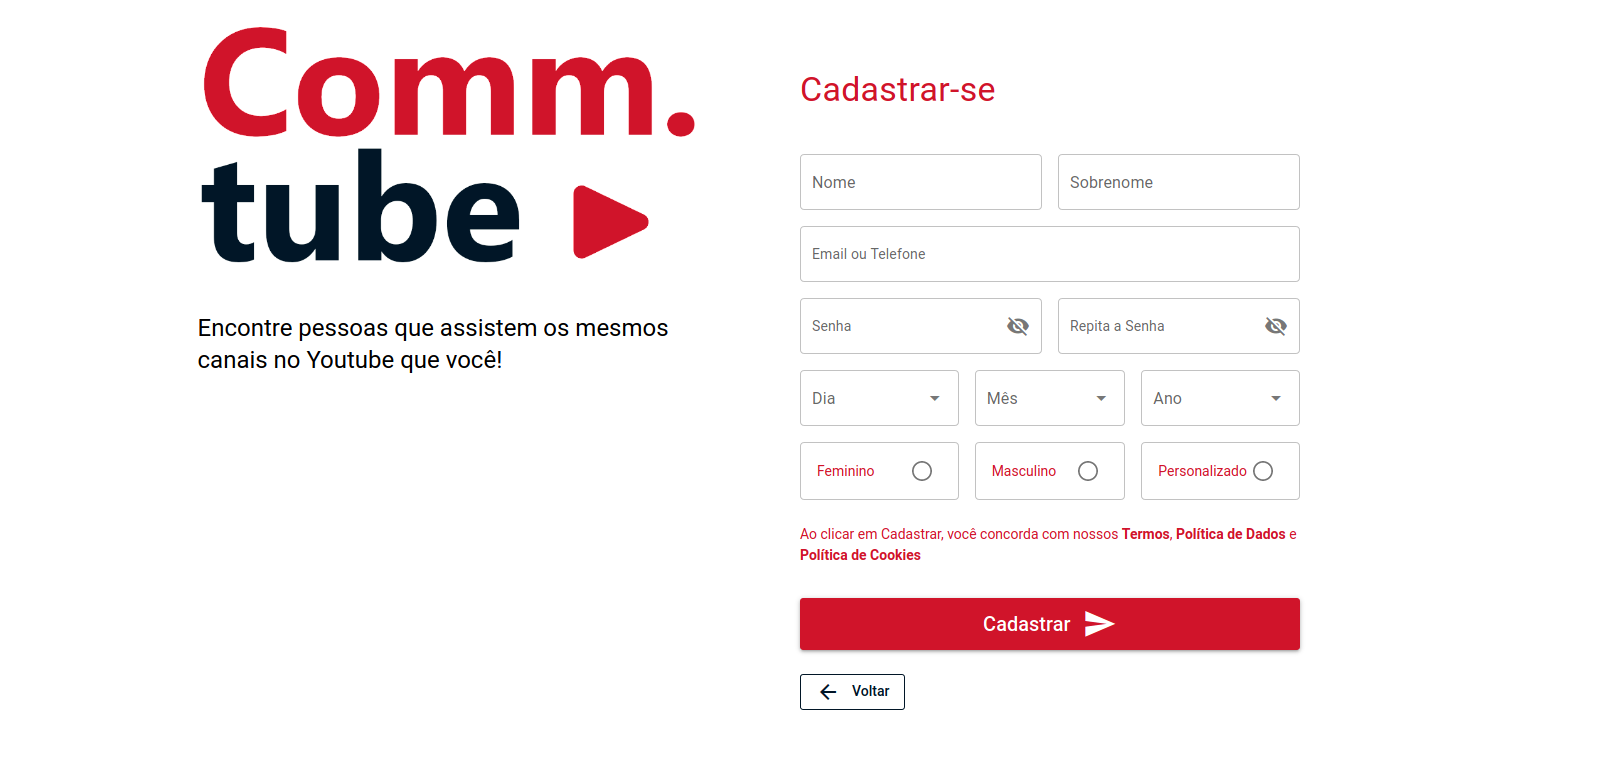 Comm.
tube
Encontre pessoas que assistem os mesmos
canais no Youtube que você!
Cadastrar-se
Nome
Sobrenome
Email ou Telefone
Senha
Repita a Senha
Dia
Mês
Ano
Feminino
Masculino
Personalizado
Ao clicar em Cadastrar, você concorda com nossos Termos, Política de Dados e
Política de Cookies
Cadastrar
Voltar